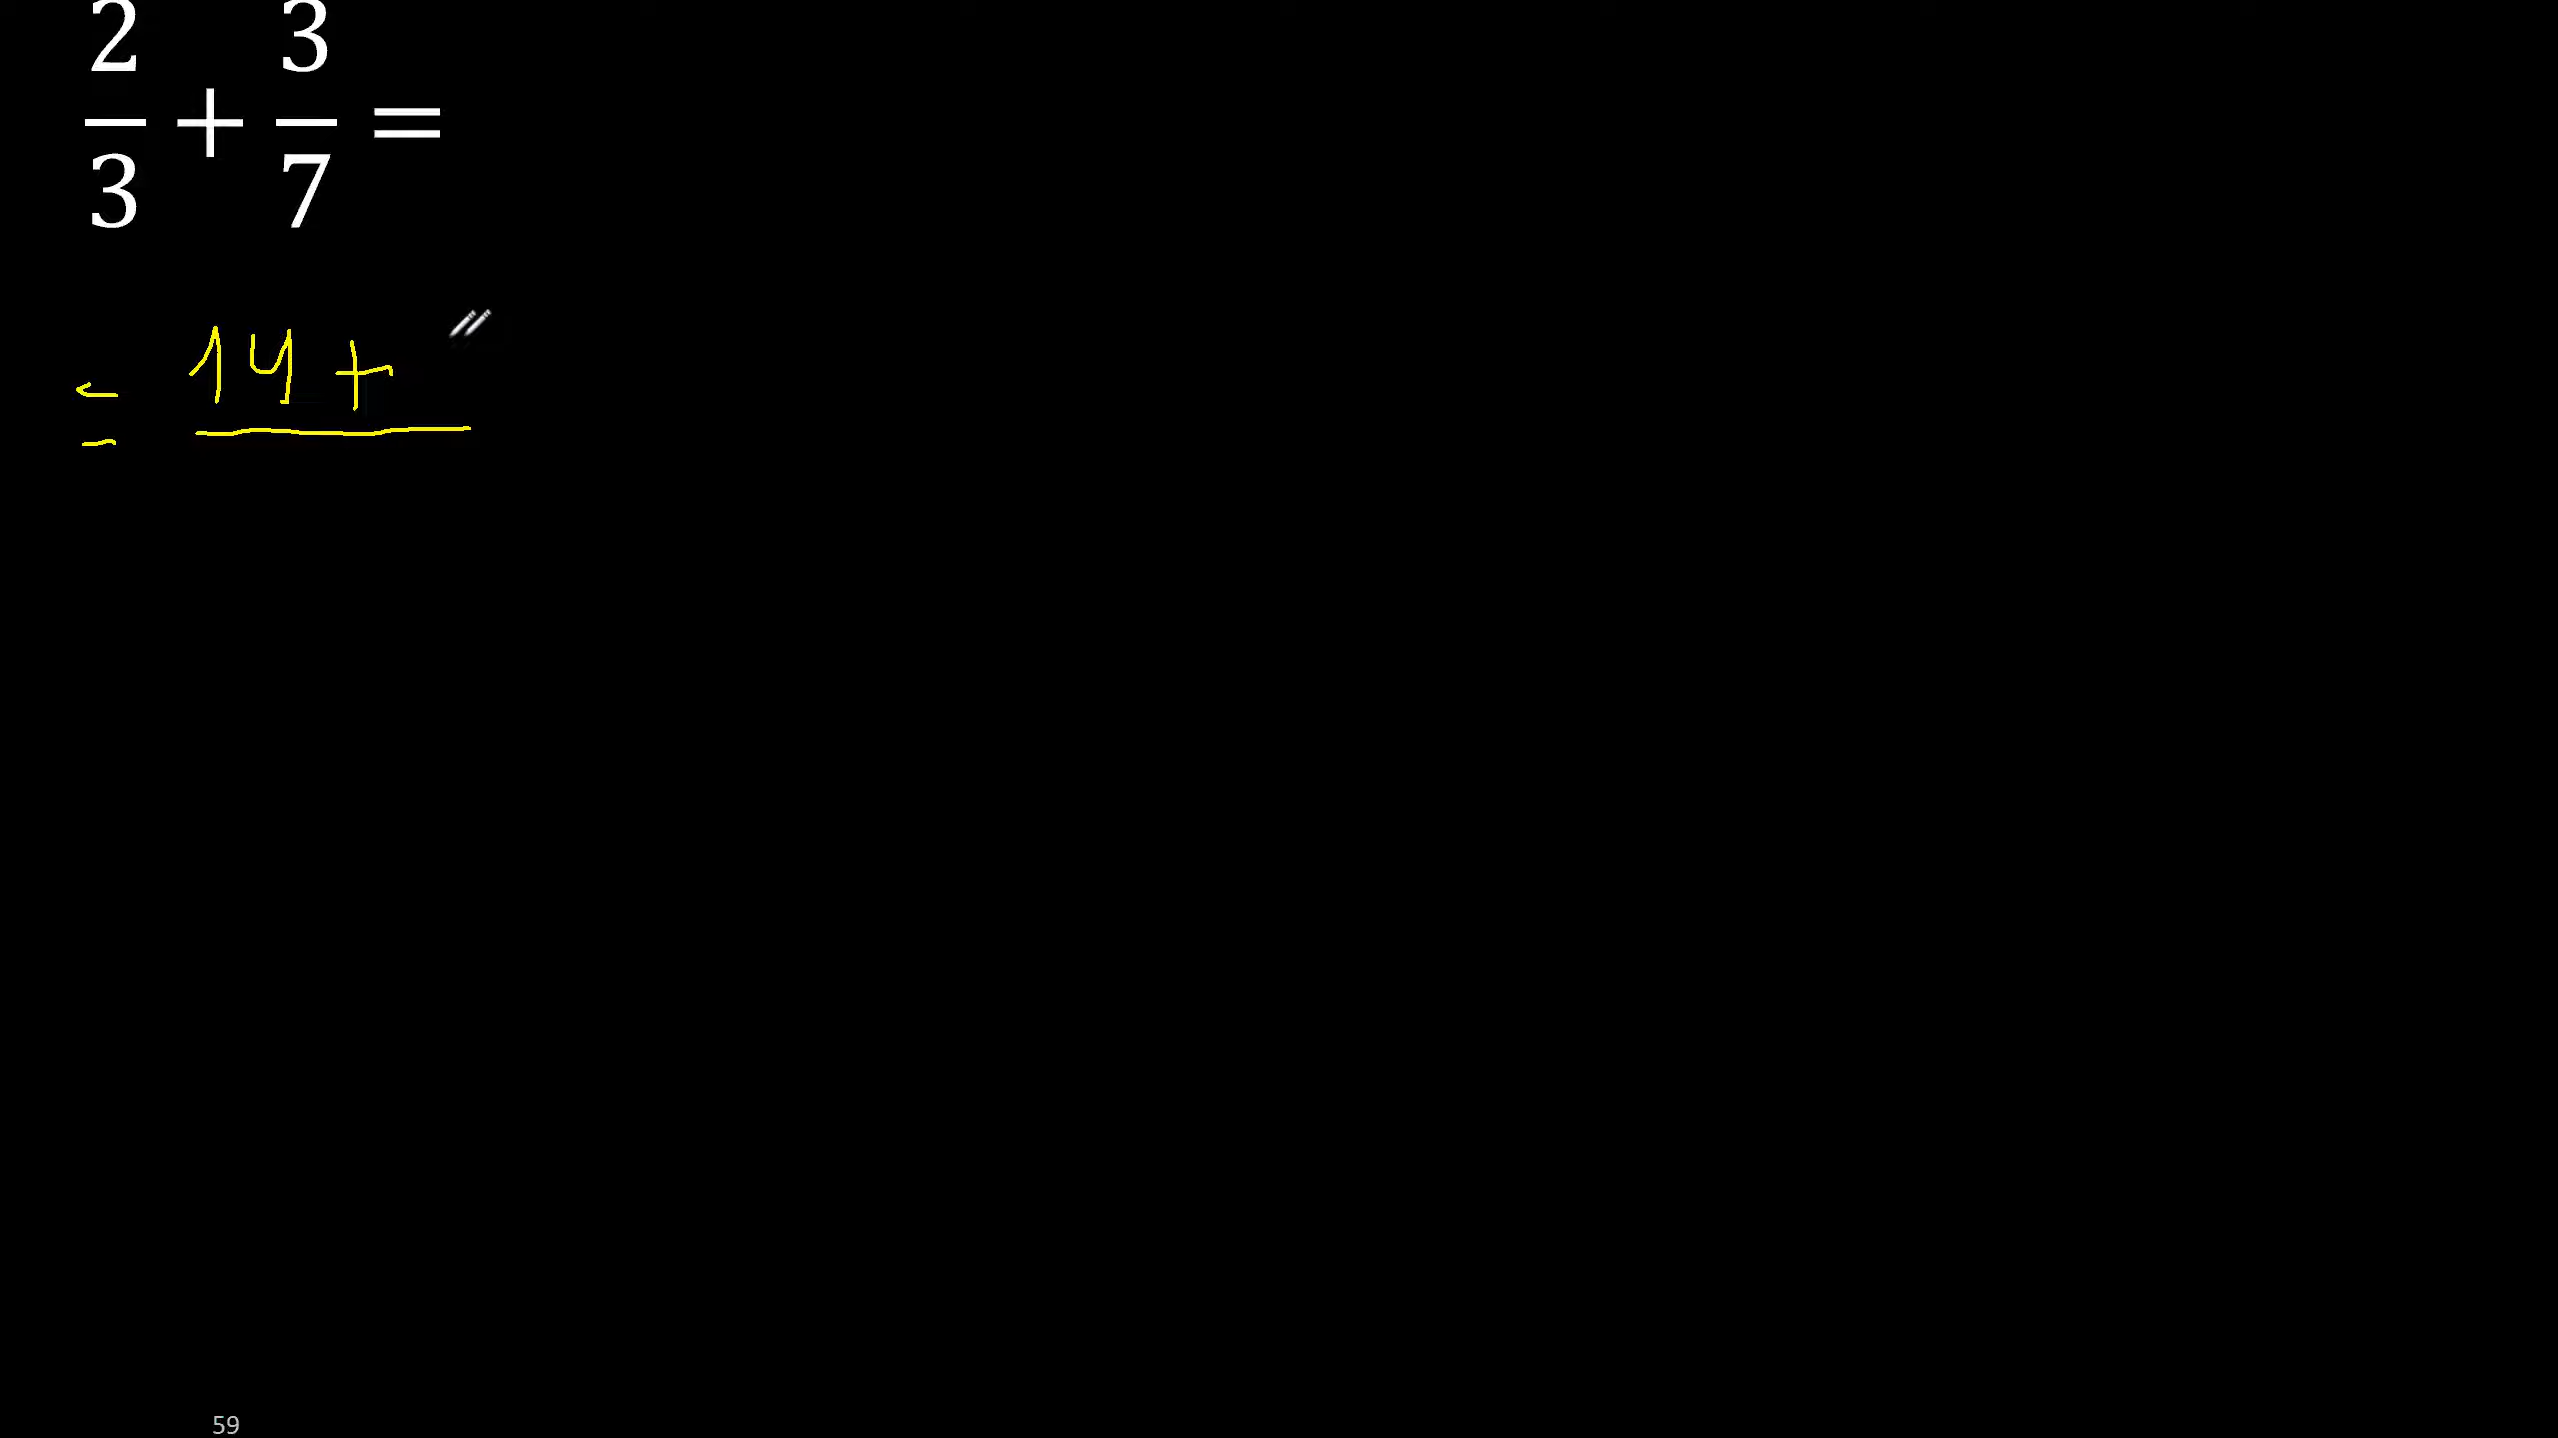 2/3 + 3/7 =
= 14 +
59